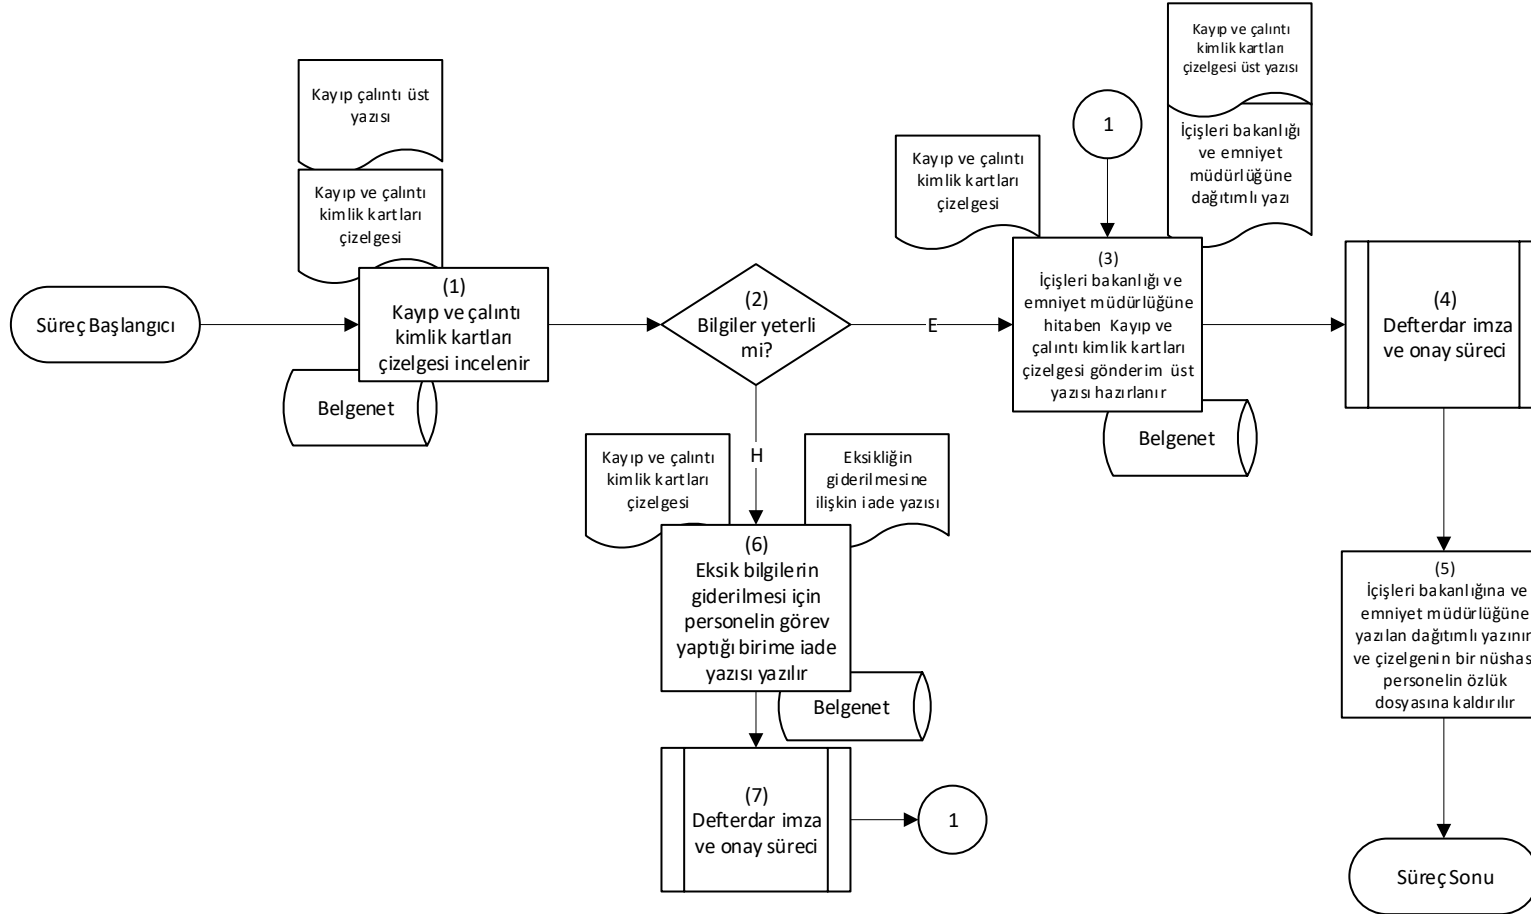 Kayıp çalıntı üst
yazısı
Kayıp ve çalıntı
kimlik kartları
çizelgesi
Süreç Başlangıcı
(1)
Kayıp ve çalıntı
kimlik kartları
çizelgesi incelenir
Belgenet
(2)
Bilgiler yeterli
mi?
E
H
Kayıp ve çalıntı
kimlik kartları
çizelgesi
1
Kayıp ve çalıntı
kimlik kartları
çizelgesi üst yazısı
İçişleri bakanlığı
ve emniyet
müdürlüğüne
dağıtımlı yazı
(3)
İçişleri bakanlığı ve
emniyet müdürlüğüne
hitaben Kayıp ve
çalıntı kimlik kartları
çizelgesi gönderim üst
yazısı hazırlanır
Belgenet
(4)
Defterdar imza
ve onay süreci
Kayıp ve çalıntı
kimlik kartları
çizelgesi
Eksikliğin
giderilmesine
ilişkin iade yazısı
(6)
Eksik bilgilerin
giderilmesi için
personelin görev
yaptığı birime iade
yazısı yazılır
Belgenet
(7)
Defterdar imza
ve onay süreci
1
(5)
İçişleri bakanlığına ve
emniyet müdürlüğüne
yazılan dağıtımlı yazının
ve çizelgenin bir nüshas
personelin özlük
dosyasına kaldırılır
Süreç Sonu